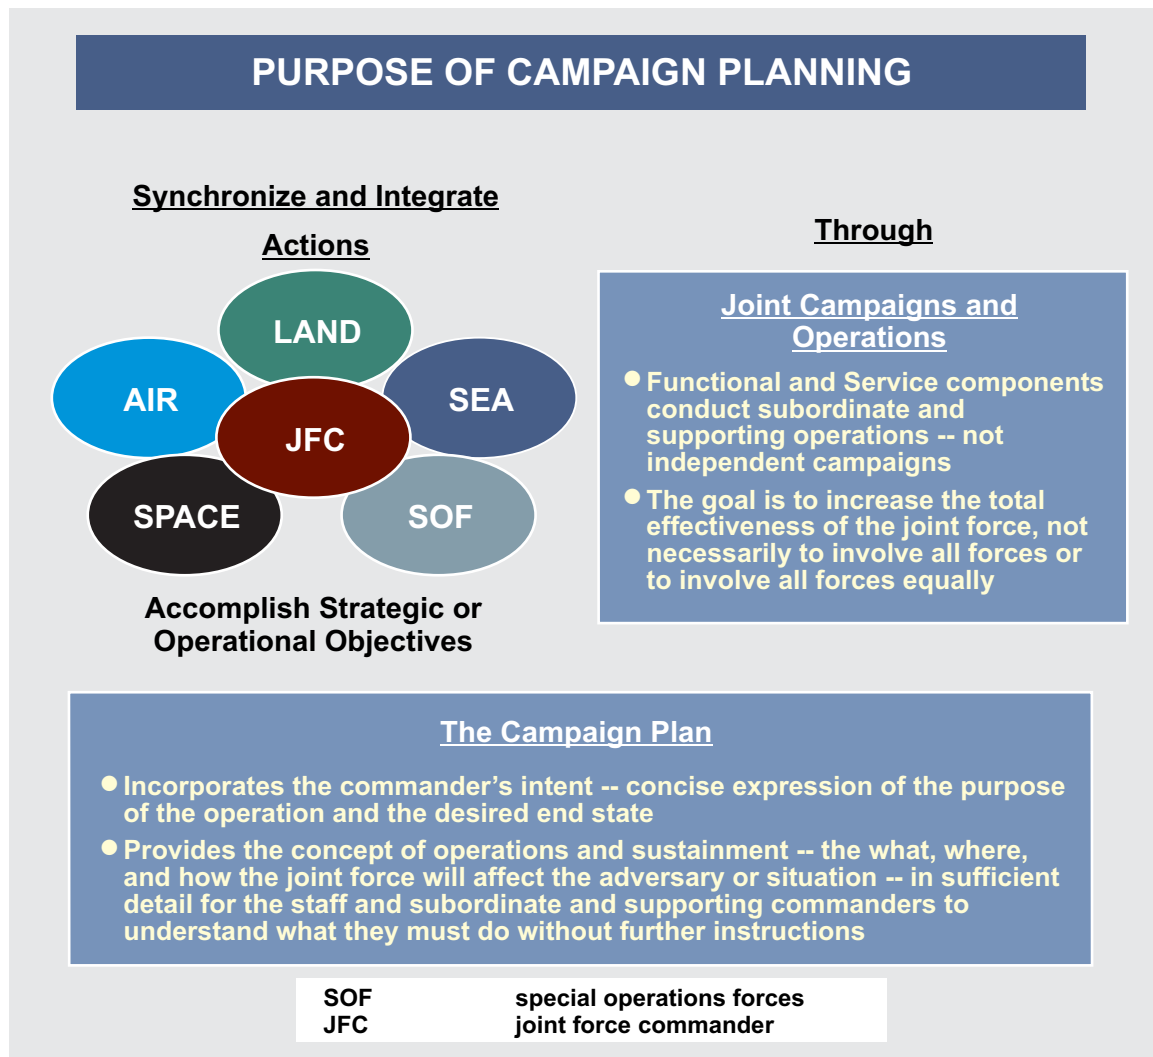 PURPOSE OF CAMPAIGN PLANNING
Synchronize and Integrate
Actions
LAND
AIR
SEA
JFC
SPACE
SOF
Accomplish Strategic or
Operational Objectives
Through
Joint Campaigns and
Operations
● Functional and Service components
conduct subordinate and
supporting operations -- not
independent campaigns
● The goal is to increase the total
effectiveness of the joint force, not
necessarily to involve all forces or
to involve all forces equally
The Campaign Plan
● Incorporates the commander’s intent -- concise expression of the purpose
of the operation and the desired end state
● Provides the concept of operations and sustainment -- the what, where,
and how the joint force will affect the adversary or situation -- in sufficient
detail for the staff and subordinate and supporting commanders to
understand what they must do without further instructions
SOF special operations forces
JFC joint force commander